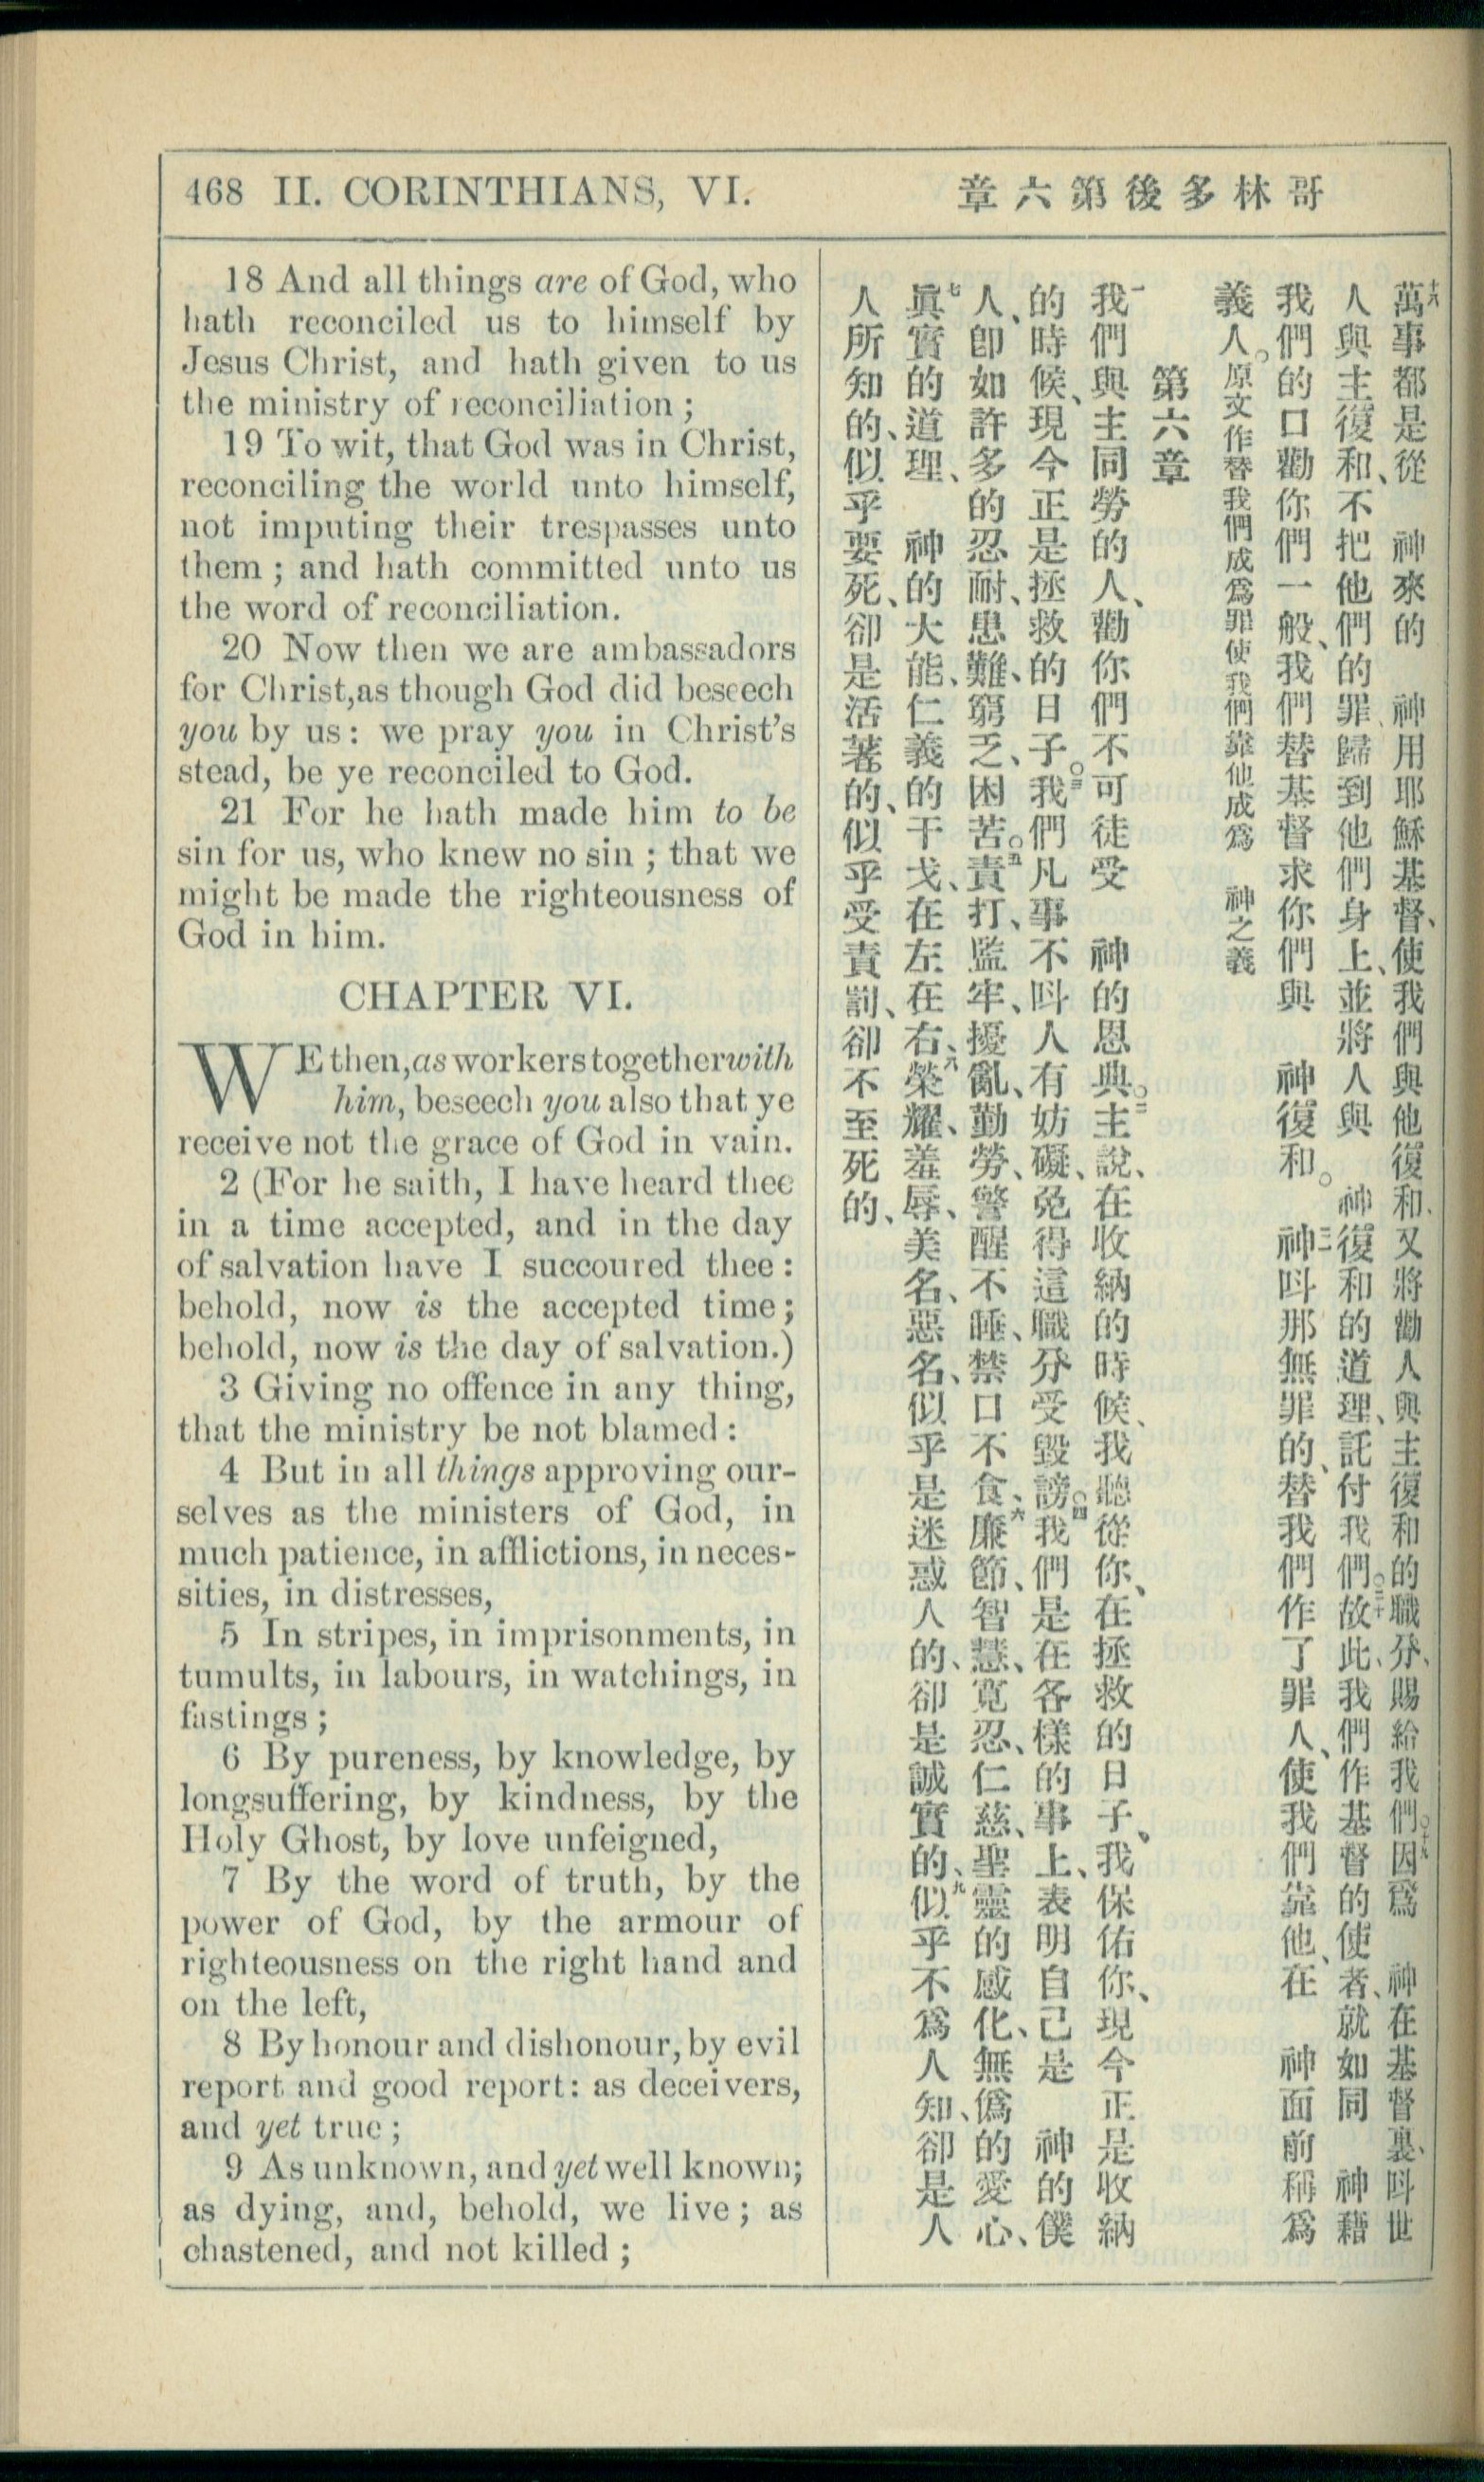 468 II. CORINTHIANS, VI.
哥林多後第六章
18 And all things are of God, who
hath reconciled us to himself by
Jesus Christ, and hath given to us
the ministry of reconciliation ;
19 To wit, that God was in Christ,
reconciling the world unto himself,
not imputing their trespasses unto
them ; and hath committed unto us
the word of reconciliation.
20 Now then we are ambassadors
for Christ, as though God did beseech
you by us: we pray you in Christ's
stead, be ye reconciled to God.
21 For he hath made him to be
sin for us, who knew no sin ; that we
might be made the righteousness of
God in him.
CHAPTER VI.
WE then, as workers together with
him, beseech you also that ye
receive not the grace of God in vain.
2 (For he saith, I have heard thee
in a time accepted, and in the day
of salvation have I succoured thee:
behold, now is the accepted time;
behold, now is the day of salvation.)
3 Giving no offence in any thing,
that the ministry be not blamed:
4 But in all things approving our-
selves as the ministers of God, in
much patience, in afflictions, in neces-
sities, in distresses,
5 In stripes, in imprisonments, in
tumults, in labours, in watchings, in
fastings ;
6 By pureness, by knowledge, by
longsuffering, by kindness, by the
Holy Ghost, by love unfeigned,
7 By the word of truth, by the
power of God, by the armour of
righteousness on the right hand and
on the left,
8 By honour and dishonour, by evil
report and good report: as deceivers,
and yet true ;
9 As unknown, and yet well known;
as dying, and, behold, we live; as
chastened, and not killed ;
十八萬事都是從 神來的 神用耶穌基督、使我們與他復和、又將勸人與主復和的職分、賜給我們。十九因爲 神在基督裏、呌世
人與主復和、不把他們的罪、歸到他們身上、並將人與 神復和的道理、託付我們。二十故此、我們作基督的使者、就如同 神藉
我們的口勸你們一般、我們替基督求你們與 神復和。 二一神呌那無罪的、替我們作了罪人、使我們靠他、在 神面前稱爲
義人。原文作替我們成爲罪使我們靠他成爲 神之義
第六章
一我們與主同勞的人、勸你們不可徒受 神的恩典。二主說、在收納的時候、我聽從你、在拯救的日子、我保佑你、現今正是收納
的時候、現今正是拯救的日子。三我們凡事不呌人有妨礙、免得這職分受毀謗。四我們是在各樣的事上、表明自己是 神的僕
人、卽如許多的忍耐、患難、窮乏、困苦。五責打、監牢、擾亂、勤勞、警醒不睡、禁口不食、六廉節、智慧、寬忍、仁慈、聖靈的感化、無僞的愛心、
七眞實的道理、 神的大能、仁義的干戈、在左在右、八榮耀、羞辱、美名、惡名、似乎是迷惑人的、卻是誠實的、九似乎不爲人知、卻是人
人所知的、似乎要死、卻是活著的、似乎受責罰、卻不至死的、